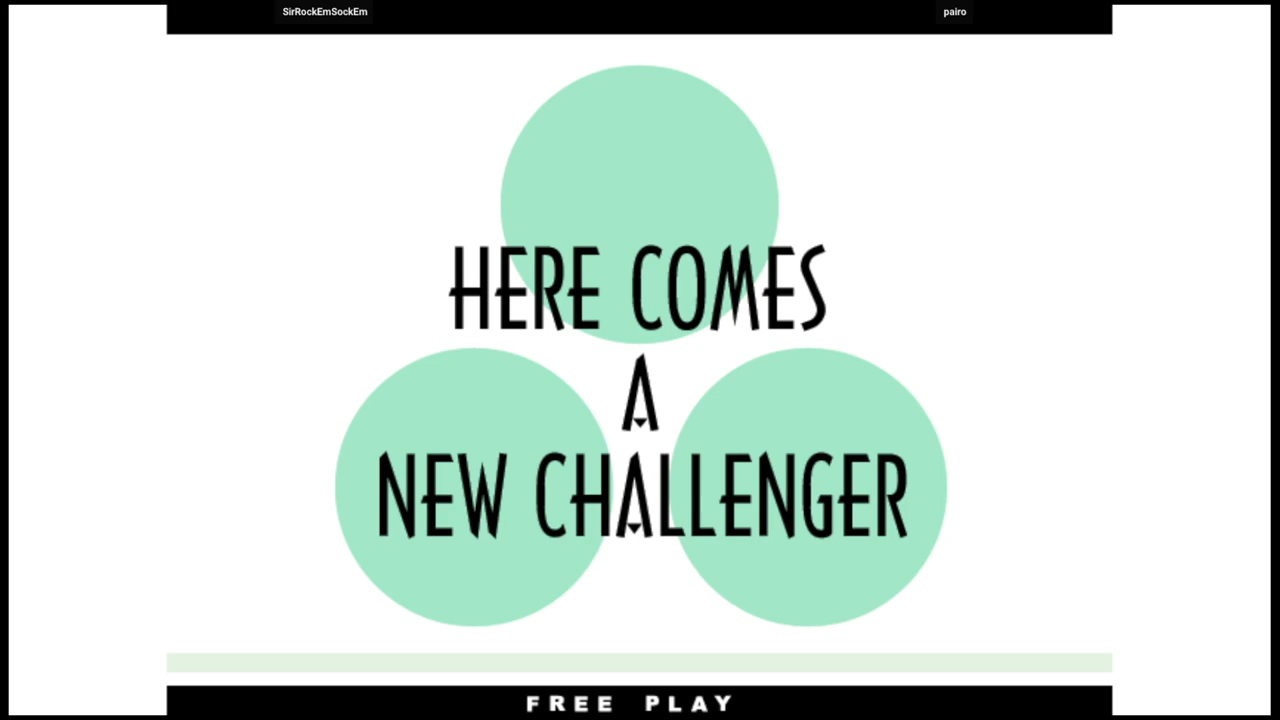 SirRockEmSockEm
pairo
HERE COMES
A
NEW CHALLENGER
FREE PLAY